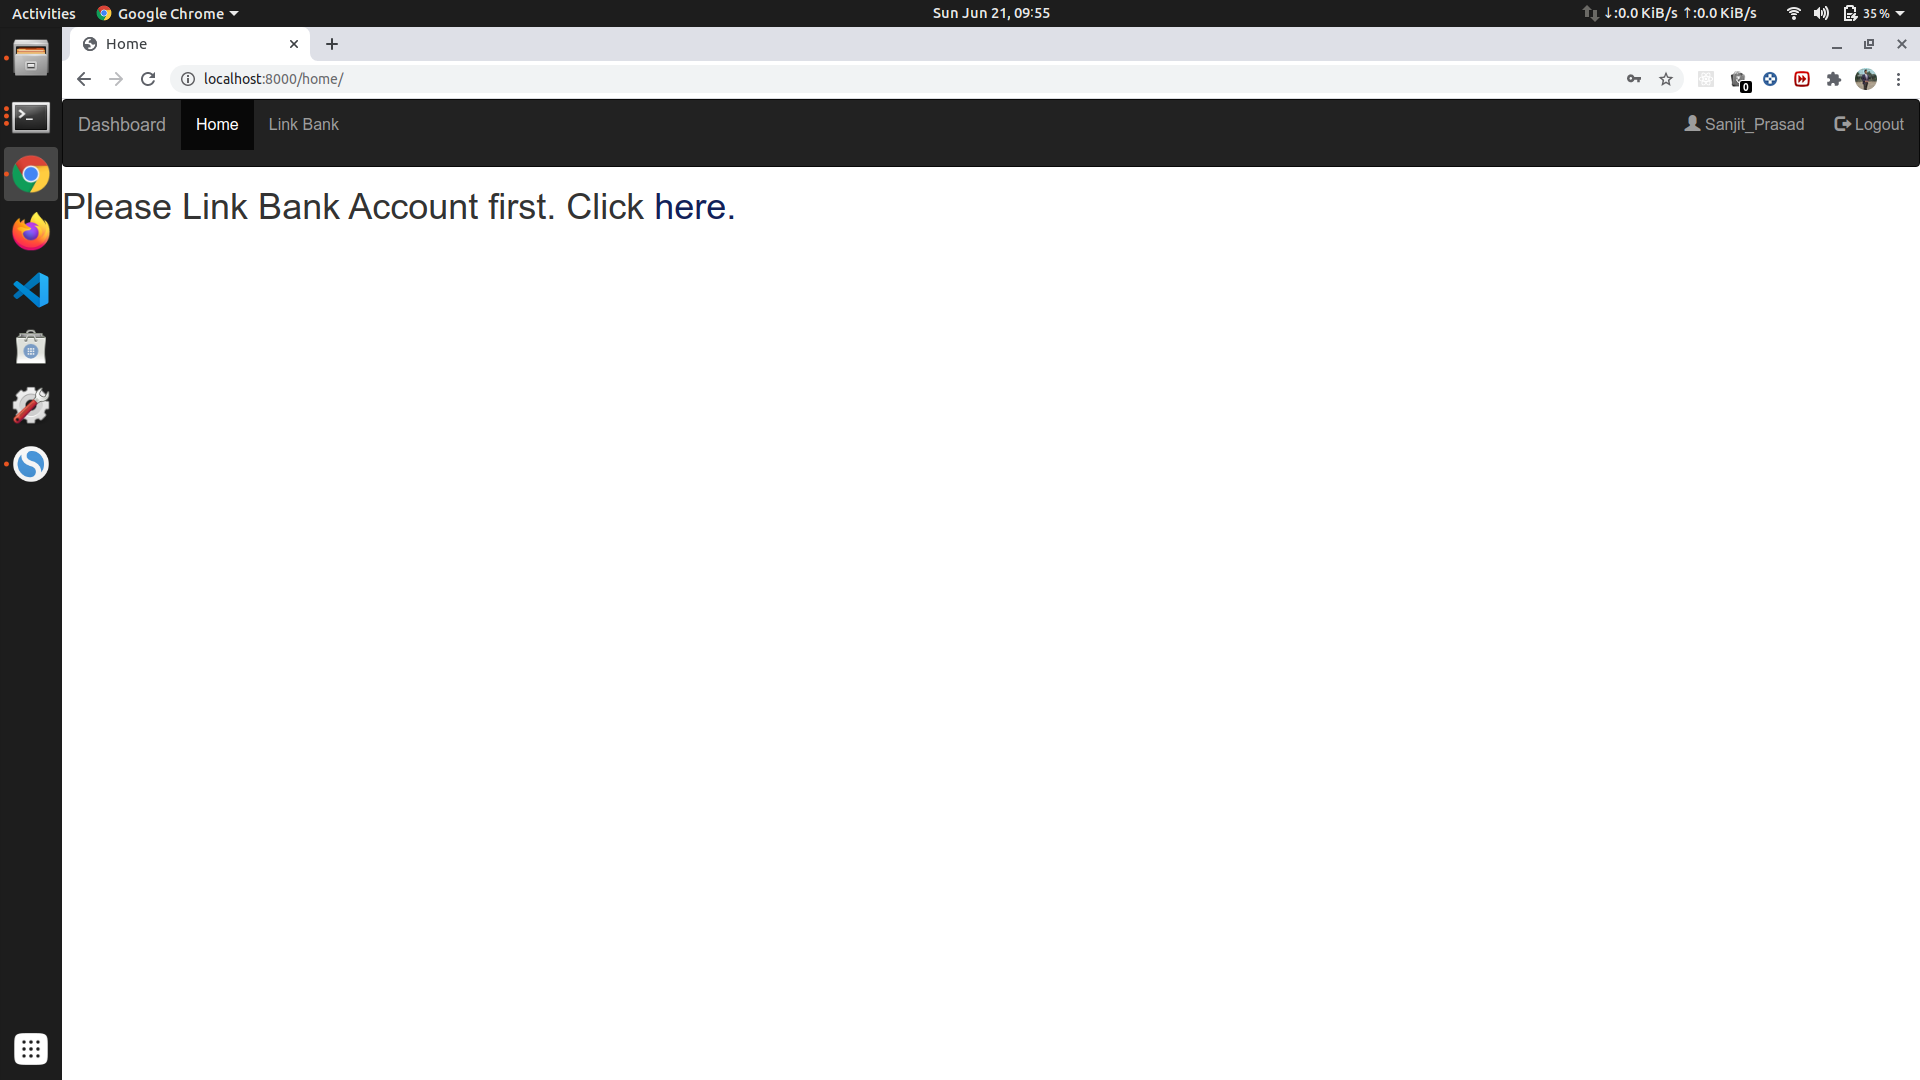 Activities Google Chrome Sun Jun 21, 09:55 ↓:0.0 KiB/s ↑:0.0 KiB/s 35 %
Home
localhost:8000/home/
0
Dashboard Home Link Bank Sanjit_Prasad Logout
Please Link Bank Account first. Click here.